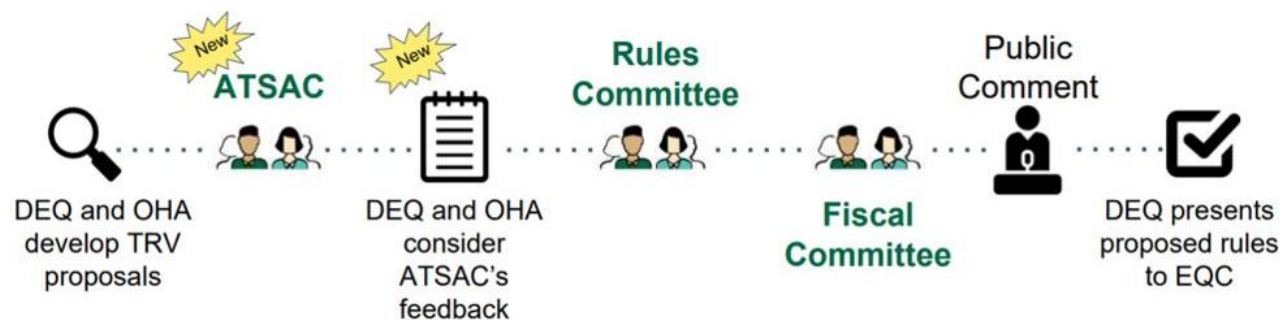 New
ATSAC
New
Rules
Committee
Public
Comment
DEQ and OHA
develop TRV
proposals
DEQ and OHA
consider
ATSAC's
feedback
Fiscal
Committee
DEQ presents
proposed rules
to EQC